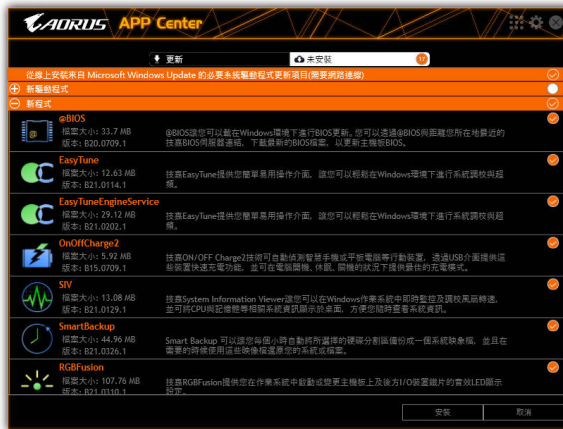 AORUS APP Center
更新
未安裝
17
從線上安裝來自 Microsoft Windows Update 的必要系統驅動程式更新項目(需要網路連線)
新驅動程式
新程式
@BIOS
檔案大小: 33.7 MB
版本: B20.0709.1
@BIOS讓您可以載在Windows環境下進行BIOS更新。您可以透過@BIOS與距離您所在地最近的
技嘉BIOS伺服器連結，下載最新的BIOS檔案，以更新主機板BIOS。
EasyTune
檔案大小: 12.63 MB
版本: B21.0114.1
技嘉EasyTune提供您簡單易用操作介面，讓您可以輕鬆在Windows環境下進行系統調校與超
頻。
EasyTuneEngineService
檔案大小: 29.12 MB
版本: B21.0202.1
技嘉EasyTune提供您簡單易用操作介面，讓您可以輕鬆在Windows環境下進行系統調校與超
頻。
OnOffCharge2
檔案大小: 5.92 MB
版本: B15.0709.1
技嘉ON/OFF Charge2技術可自動偵測智慧手機或平板電腦等行動裝置，透過USB介面提供這
些裝置快速充電功能，並可在電腦開機、休眠、關機的狀況下提供最佳的充電模式。
SIV
檔案大小: 13.08 MB
版本: B21.0129.1
技嘉System Information Viewer讓您可以在Windows作業系統中即時監控及調校風扇轉速，
並可將CPU與記憶體等相關系統資訊顯示於桌面，方便您隨時查看系統資訊。
SmartBackup
檔案大小: 44.96 MB
版本: B21.0326.1
Smart Backup 可以讓您每個小時自動將所選擇的硬碟分割區備份成一個系統映象檔，並且在
需要的時候使用這些映像檔還原您的系統或檔案。
RGBFusion
檔案大小: 107.76 MB
版本: B21.0310.1
技嘉RGBFusion提供您在作業系統中啟動或變更主機板上及後方I/O裝置鐵片的音效LED顯示
設定。
安裝
取消